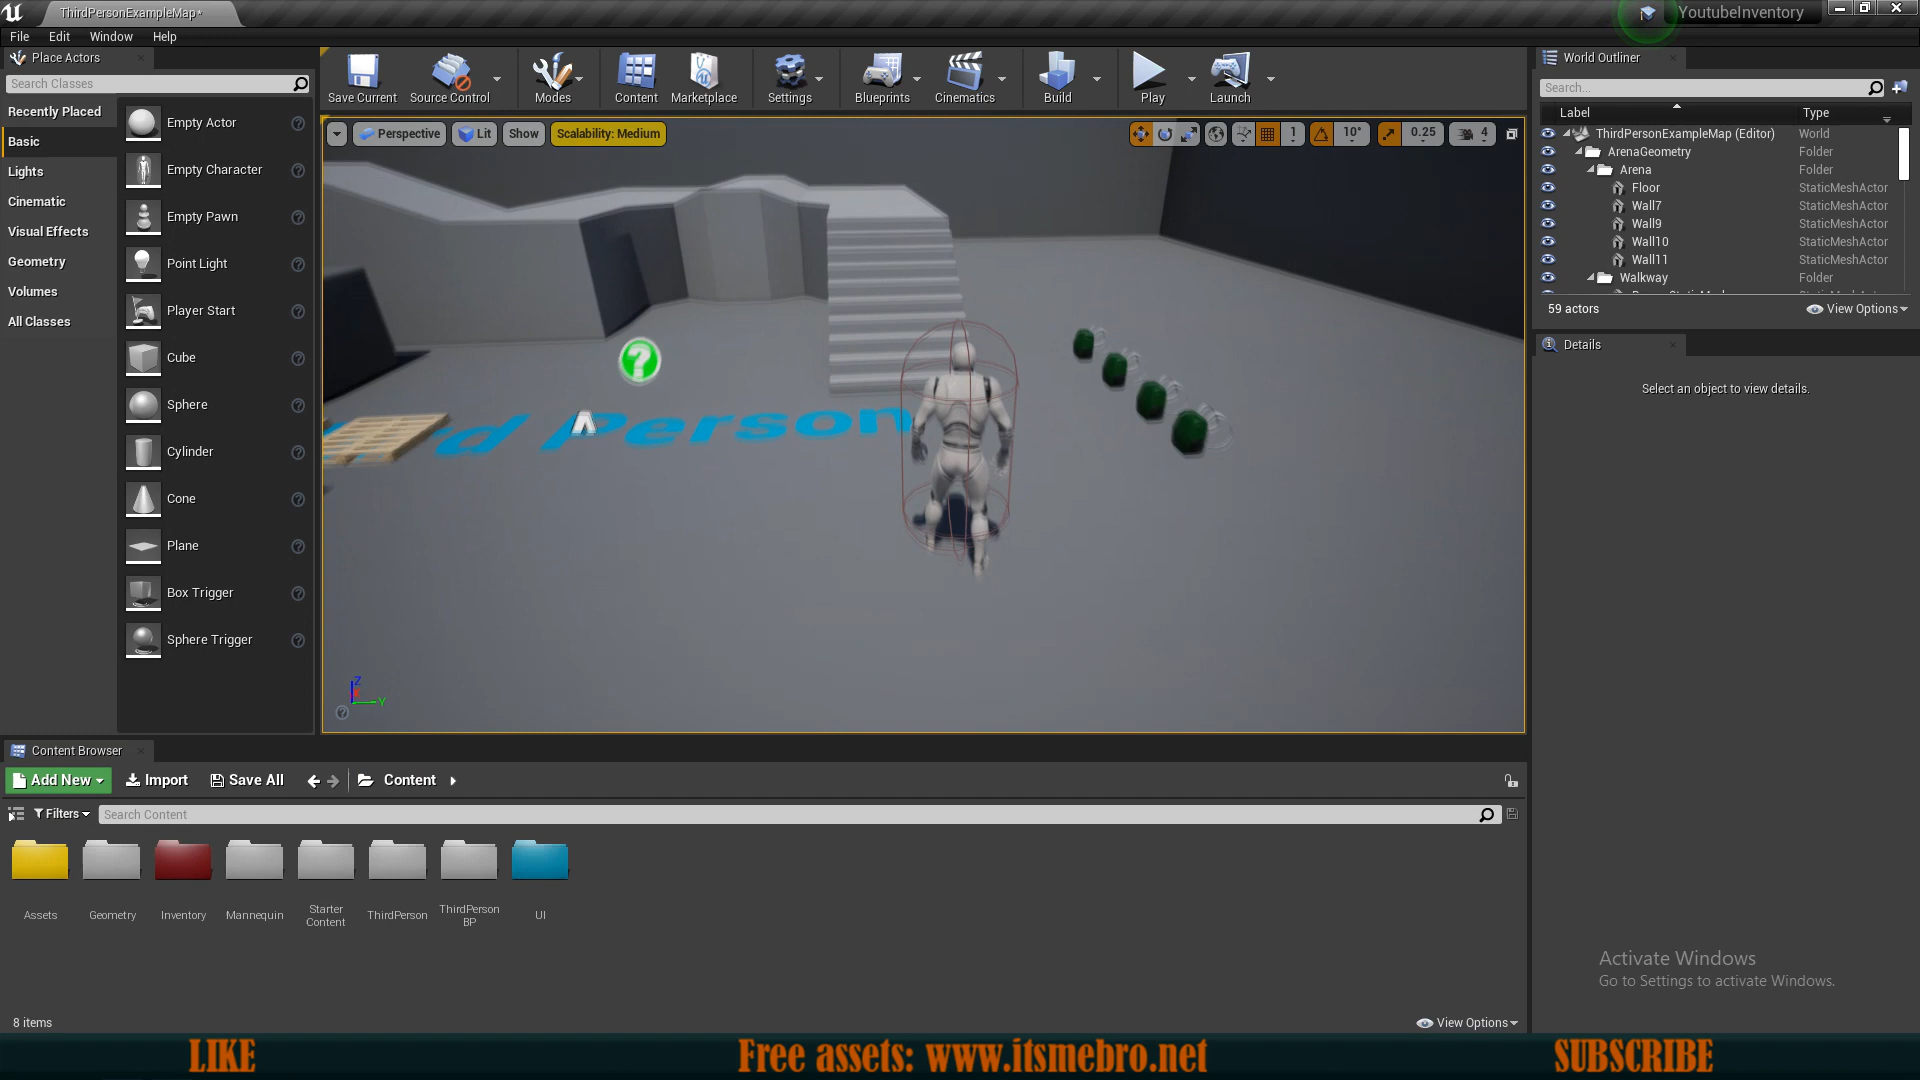 ThirdPersonExampleMap*
YoutubeInventory
File Edit Window Help
Place Actors
Search Classes
Recently Placed
Basic
Lights
Cinematic
Visual Effects
Geometry
Volumes
All Classes
Empty Actor
Empty Character
Empty Pawn
Point Light
Player Start
Cube
Sphere
Cylinder
Cone
Plane
Box Trigger
Sphere Trigger
Save Current Source Control Modes Content Marketplace Settings Blueprints Cinematics Build Play Launch
Perspective Lit Show Scalability: Medium 1 10° 0.25 4
rd Person
Z
Y
World Outliner
Search...
Label Type
ThirdPersonExampleMap (Editor) World
ArenaGeometry Folder
Arena Folder
Floor StaticMeshActor
Wall7 StaticMeshActor
Wall9 StaticMeshActor
Wall10 StaticMeshActor
Wall11 StaticMeshActor
Walkway Folder
59 actors View Options
Details
Select an object to view details.
Content Browser
Add New Import Save All Content
Filters Search Content
Assets
Geometry
Inventory
Mannequin
Starter
Content
ThirdPerson
ThirdPerson
BP
UI
8 items View Options
Activate Windows
Go to Settings to activate Windows.
LIKE Free assets: www.itsmebro.net SUBSCRIBE